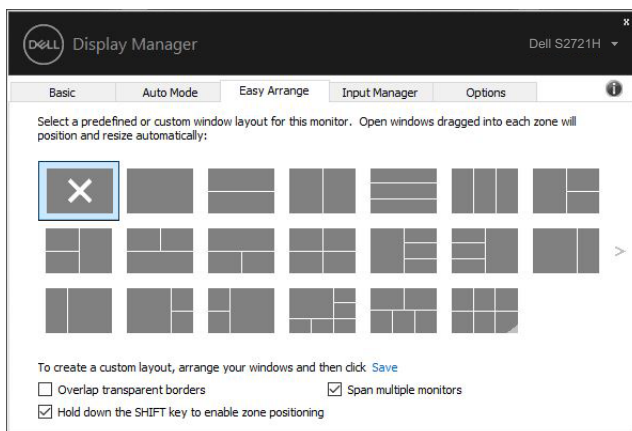 x
DELL Display Manager Dell S2721H
Basic Auto Mode Easy Arrange Input Manager Options i
Select a predefined or custom window layout for this monitor. Open windows dragged into each zone will
position and resize automatically:
>
To create a custom layout, arrange your windows and then click Save
Overlap transparent borders Span multiple monitors
Hold down the SHIFT key to enable zone positioning